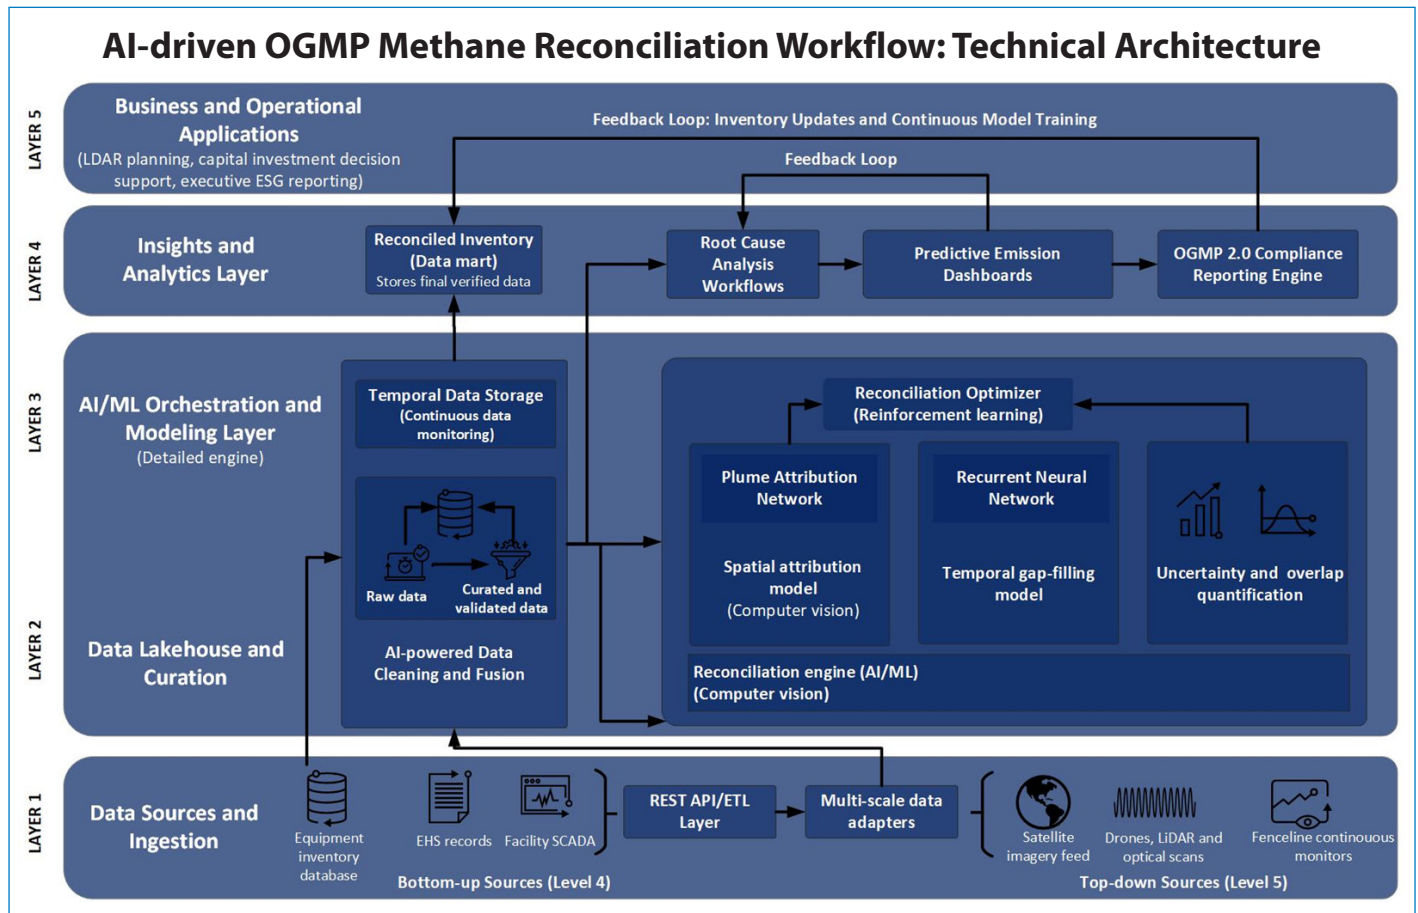 AI-driven OGMP Methane Reconciliation Workflow: Technical Architecture
LAYER 5
Business and Operational
Applications
(LDAR planning, capital investment decision
support, executive ESG reporting)
Feedback Loop: Inventory Updates and Continuous Model Training
Feedback Loop
LAYER 4
Insights and
Analytics Layer
Reconciled Inventory
(Data mart)
Stores final verified data
Root Cause
Analysis
Workflows
Predictive Emission
Dashboards
OGMP 2.0 Compliance
Reporting Engine
LAYER 3
AI/ML Orchestration and
Modeling Layer
(Detailed engine)
Temporal Data Storage
(Continuous data
monitoring)
Raw data
Curated and
validated data
AI-powered Data
Cleaning and Fusion
Reconciliation Optimizer
(Reinforcement learning)
Plume Attribution
Network
Spatial attribution
model
(Computer vision)
Recurrent Neural
Network
Temporal gap-filling
model
Uncertainty and overlap
quantification
Reconciliation engine (AI/ML)
(Computer vision)
LAYER 2
Data Lakehouse and
Curation
LAYER 1
Data Sources and
Ingestion
Equipment
inventory
database
EHS records
Facility SCADA
Bottom-up Sources (Level 4)
REST API/ETL
Layer
Multi-scale data
adapters
Satellite
imagery feed
Drones, LiDAR and
optical scans
Fenceline continouous
monitors
Top-down Sources (Level 5)